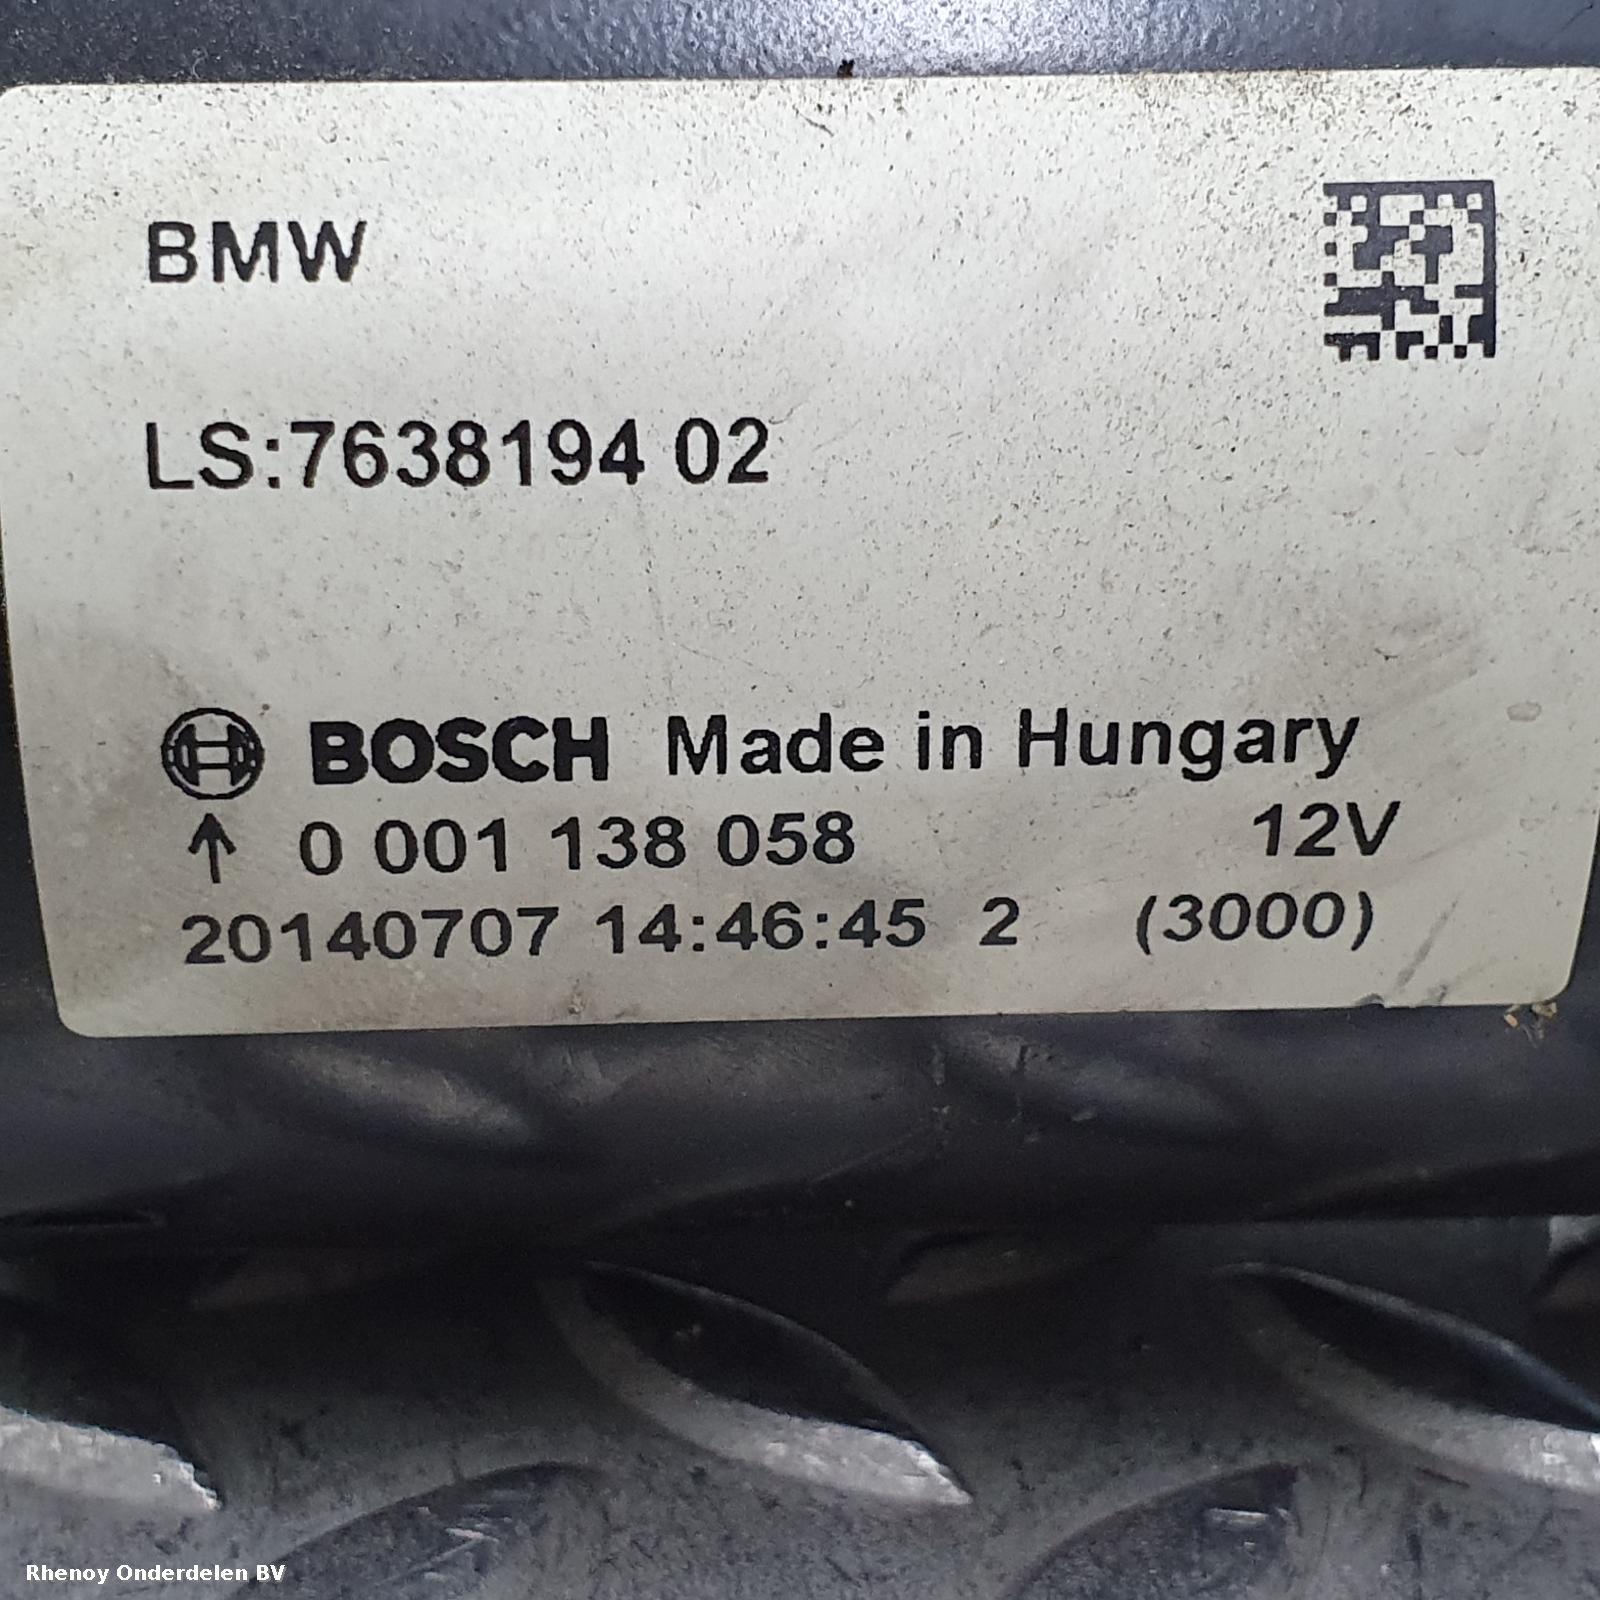 BMW
LS:7638194 02
BOSCH Made in Hungary
↑ 0 001 138 058 12V
20140707 14:46:45 2 (3000)
Rhenoy Onderdelen BV